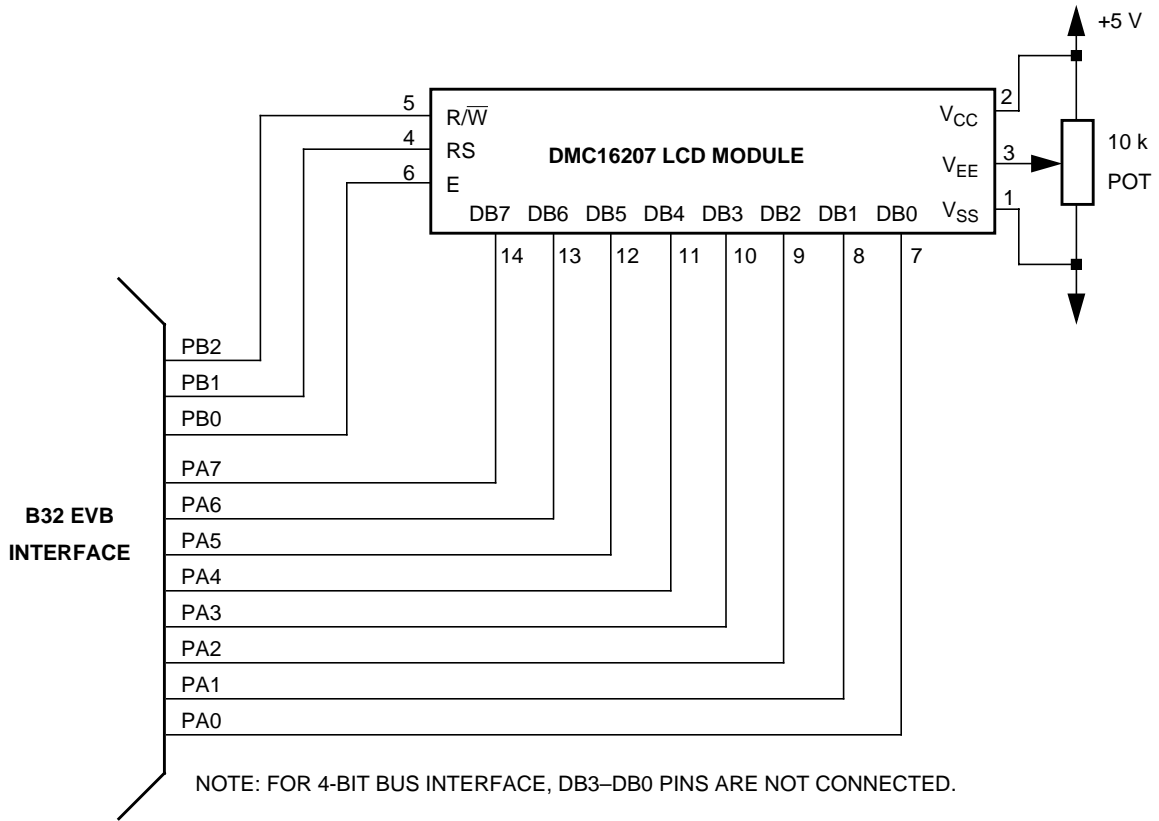 +5 V
5
R/W̅
2
V_CC
4
RS
DMC16207 LCD MODULE
3
V_EE
10 k
POT
6
E
1
V_SS
DB7 DB6 DB5 DB4 DB3 DB2 DB1 DB0
14 13 12 11 10 9 8 7
PB2
PB1
PB0
PA7
PA6
PA5
PA4
PA3
PA2
PA1
PA0
B32 EVB
INTERFACE
NOTE: FOR 4-BIT BUS INTERFACE, DB3–DB0 PINS ARE NOT CONNECTED.